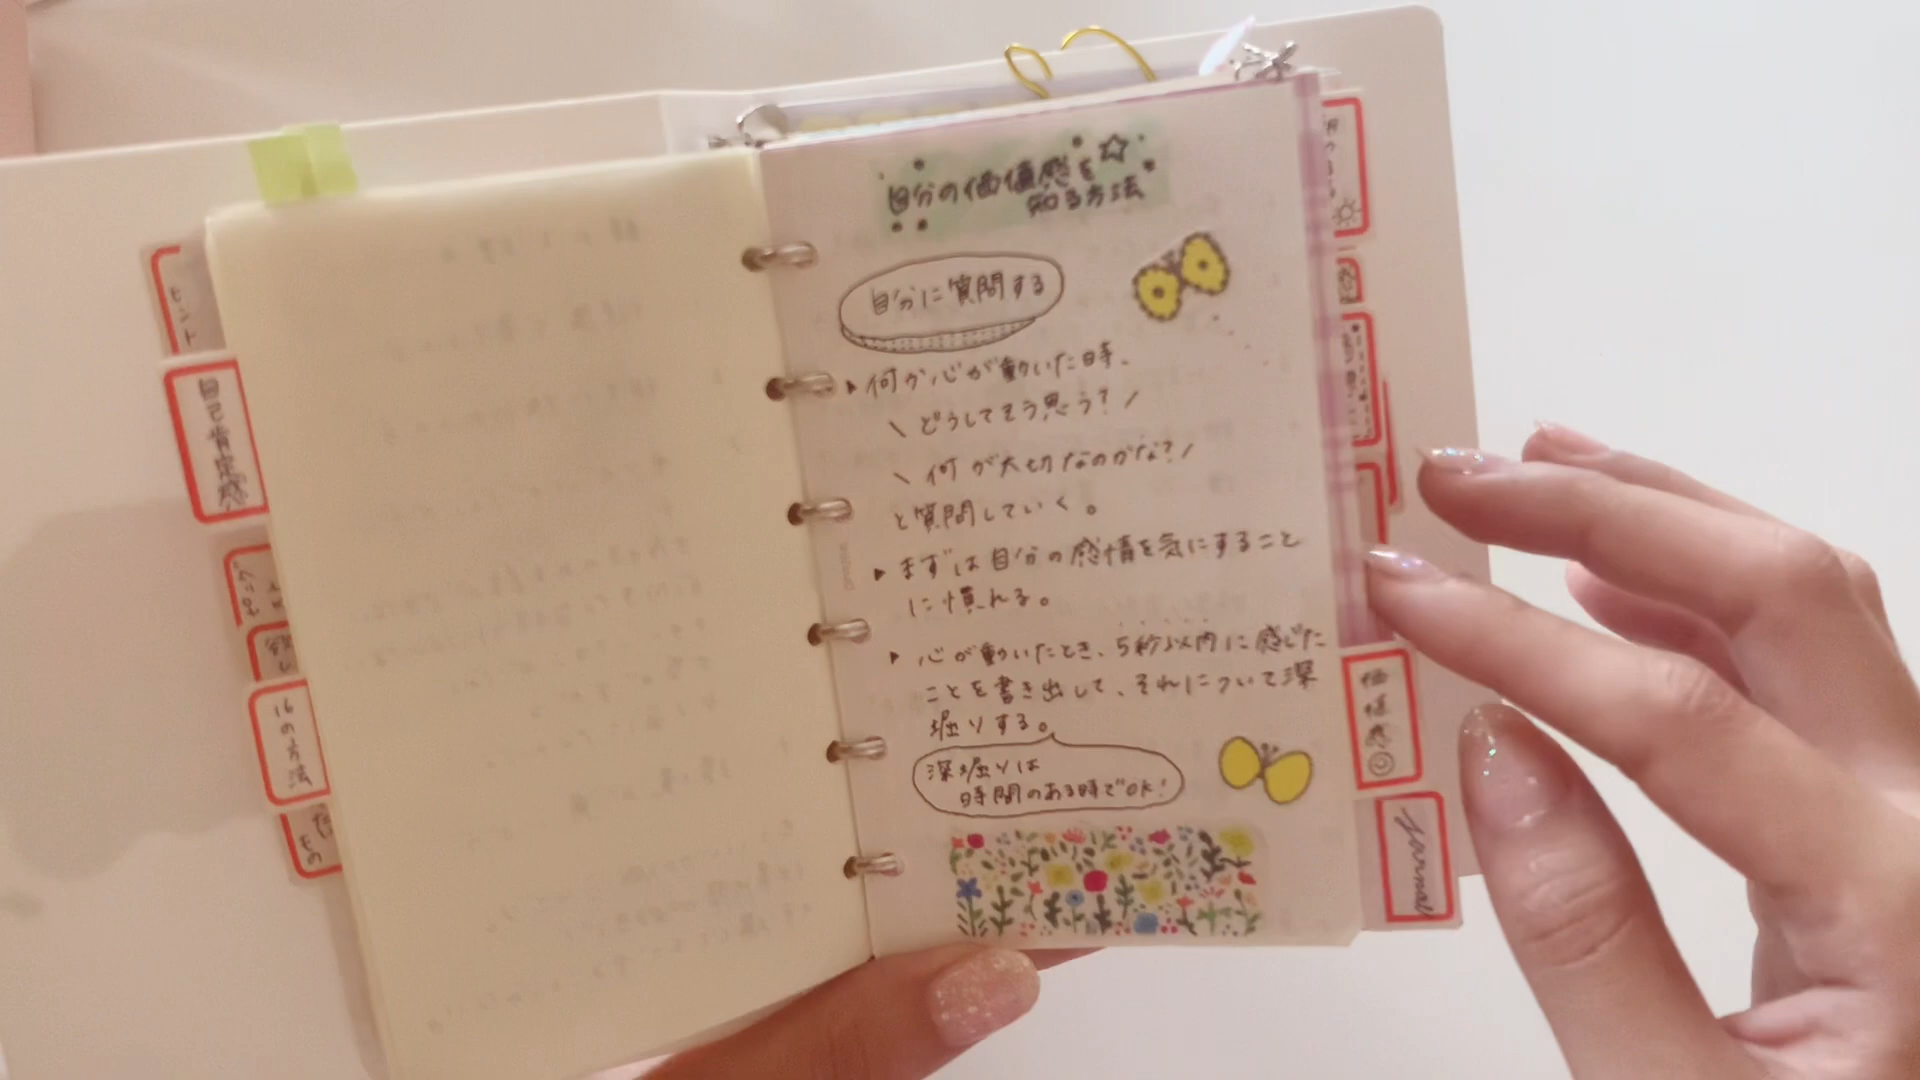 ヒント
自己肯定感
16の方法
もの
自分の価値感を
知る方法
自分に質問する
▸何か心が動いた時、
\ どうしてそう思う? /
\ 何が大切なのかな? /
と質問していく。
▸まずは自分の感情を気にすること
に慣れる。
▸心が動いたとき、5秒以内に感じた
ことを書き出して、それについて深
堀りする。
深堀りは
時間のある時でOK!
価値感
Journal